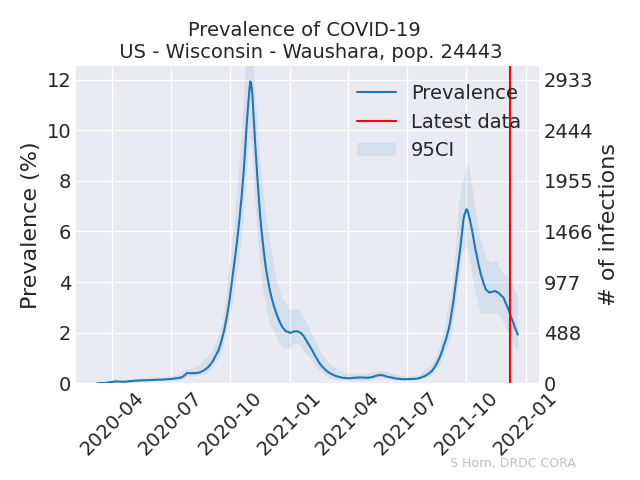 Prevalence of COVID-19
US - Wisconsin - Waushara, pop. 24443
Prevalence (%)
12
10
8
6
4
2
0
2933
2444
1955
1466
977
488
0
# of infections
Prevalence
Latest data
95CI
2020-04
2020-07
2020-10
2021-01
2021-04
2021-07
2021-10
2022-01
S Horn, DRDC CORA